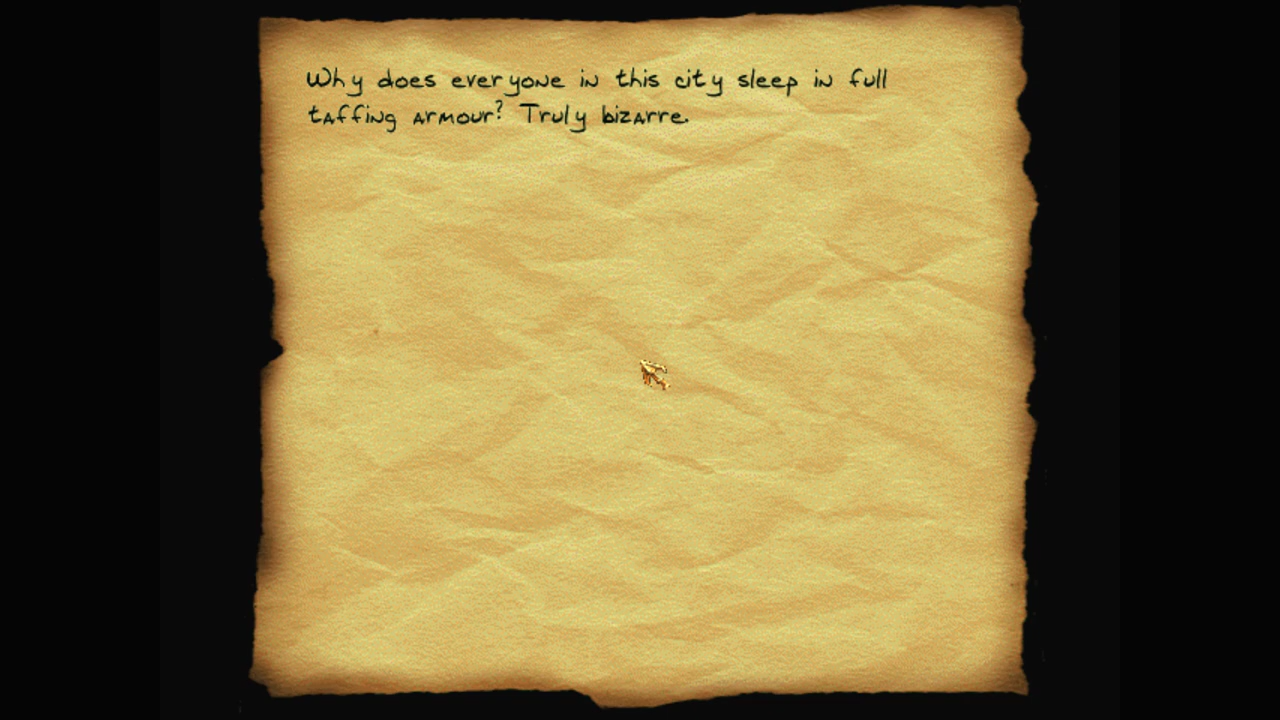 Why does everyone in this city sleep in full
taffing armour? Truly bizarre.